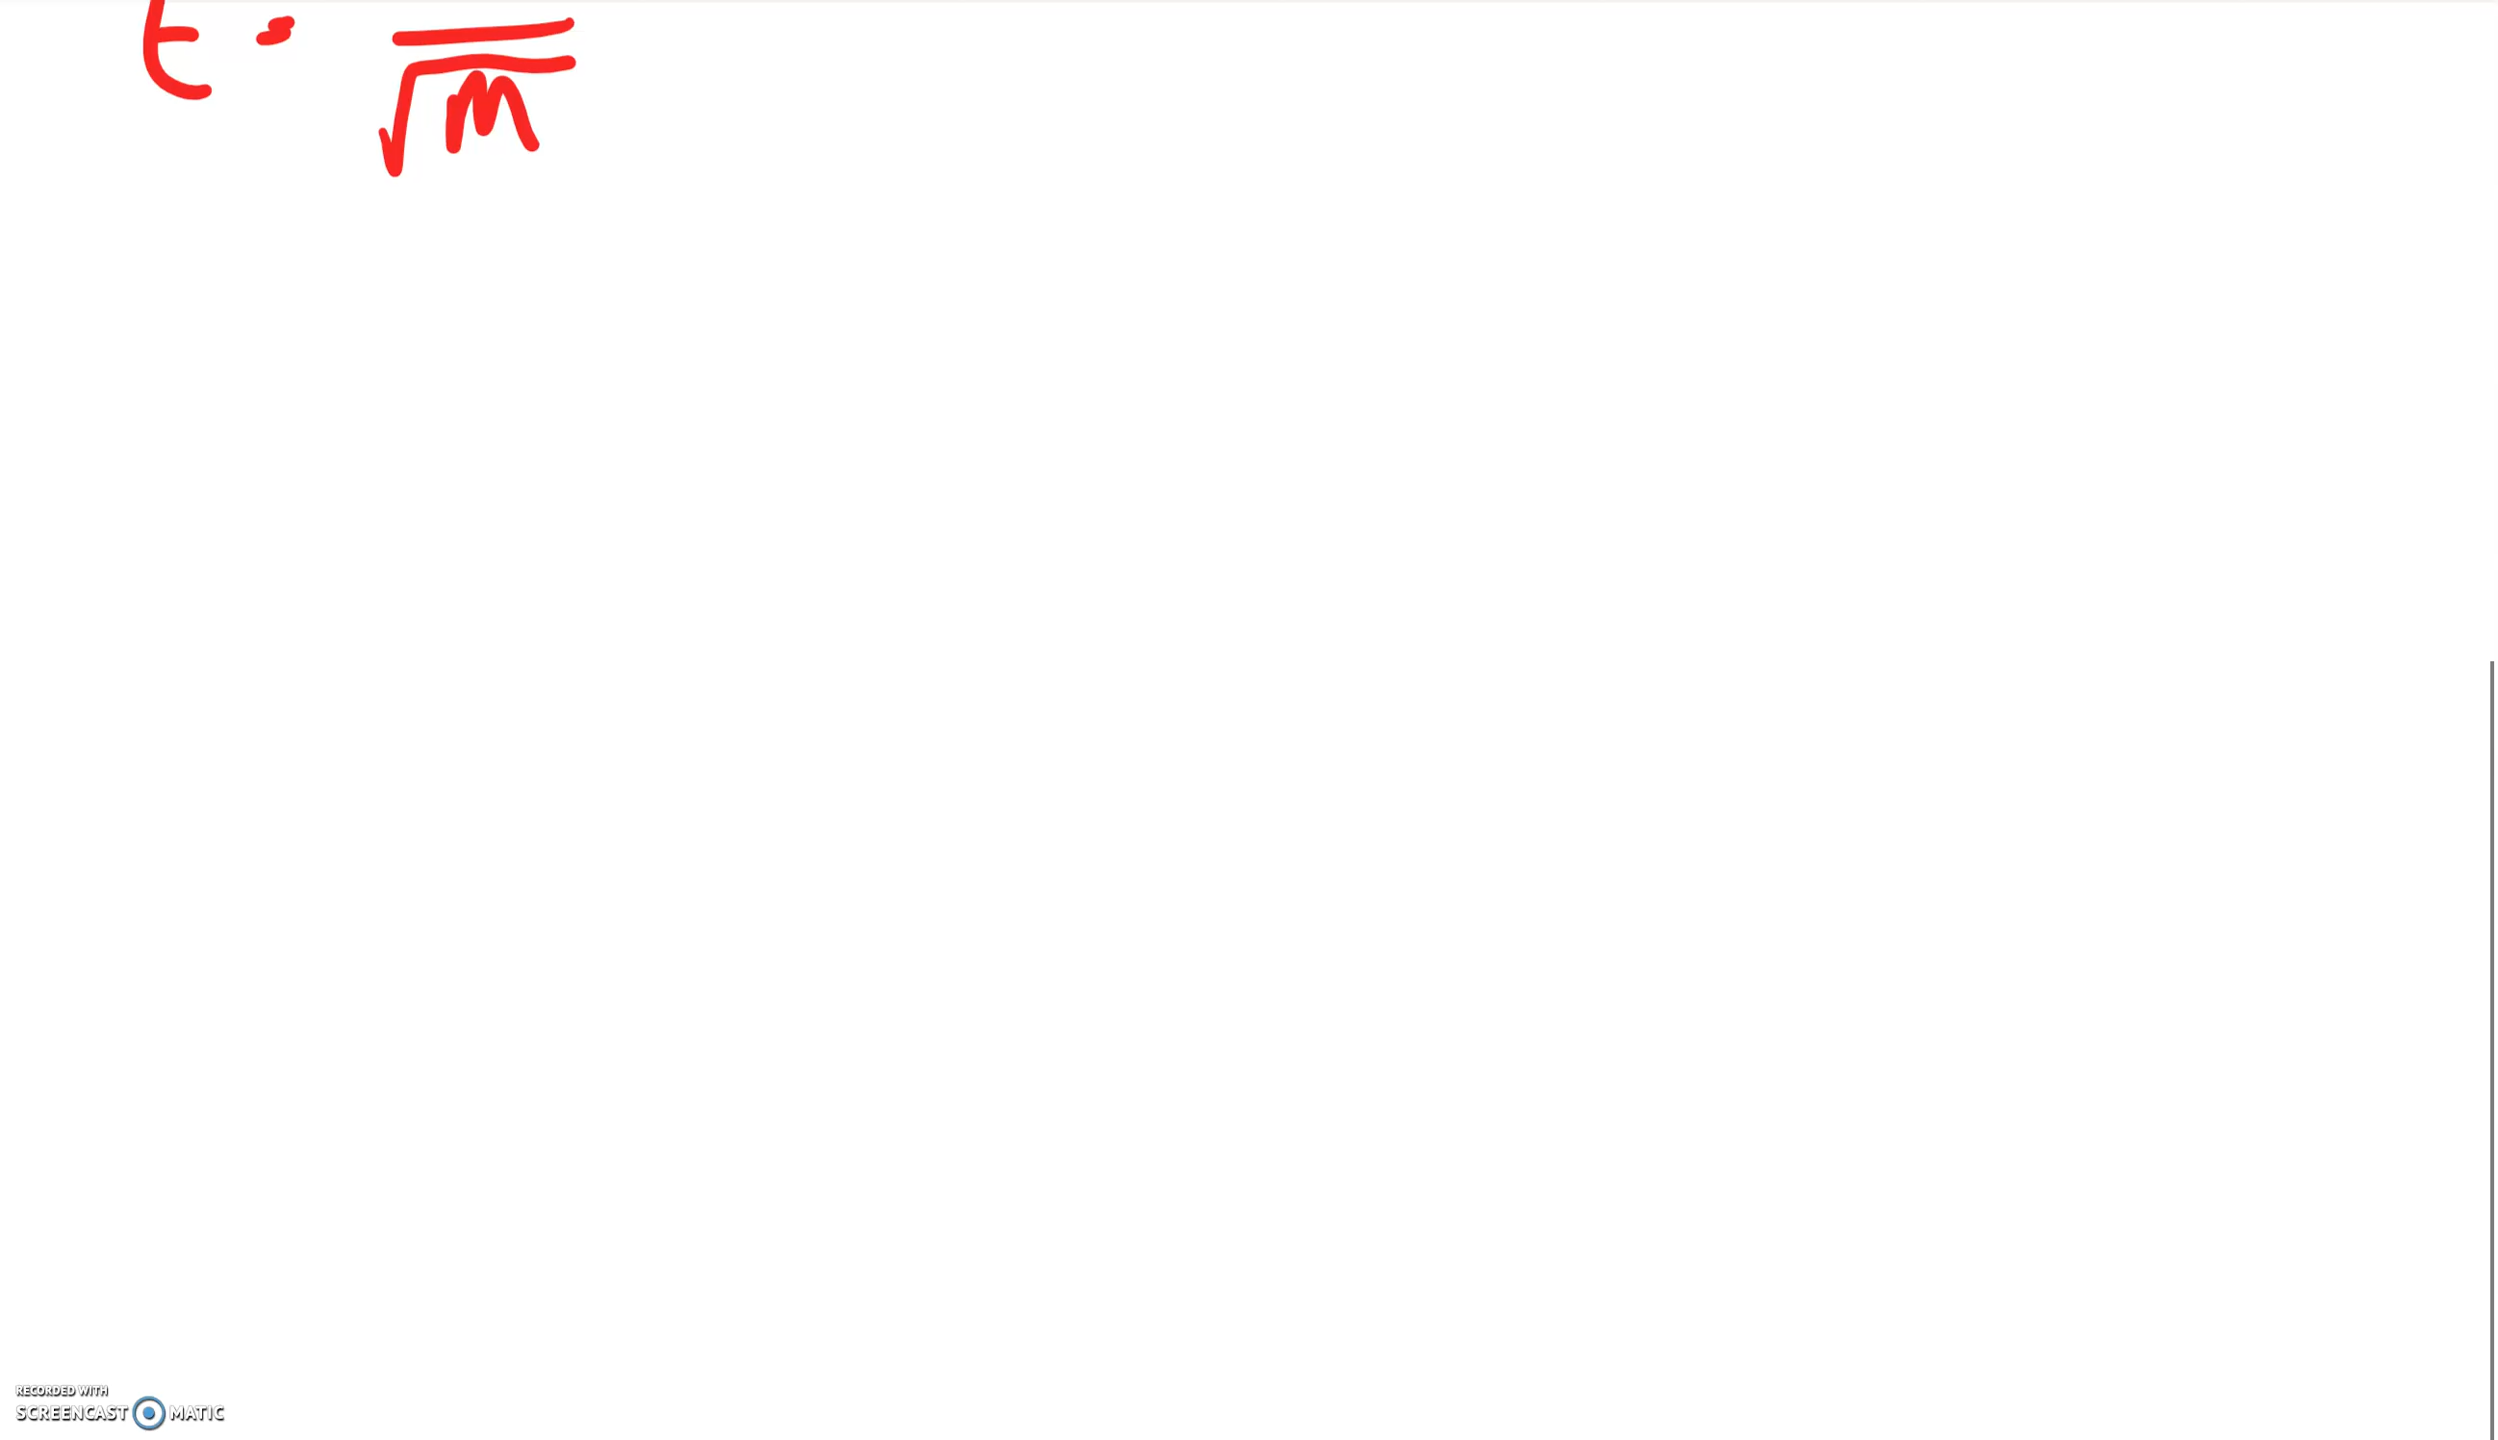 t =
√M
RECORDED WITH
SCREENCAST MATIC